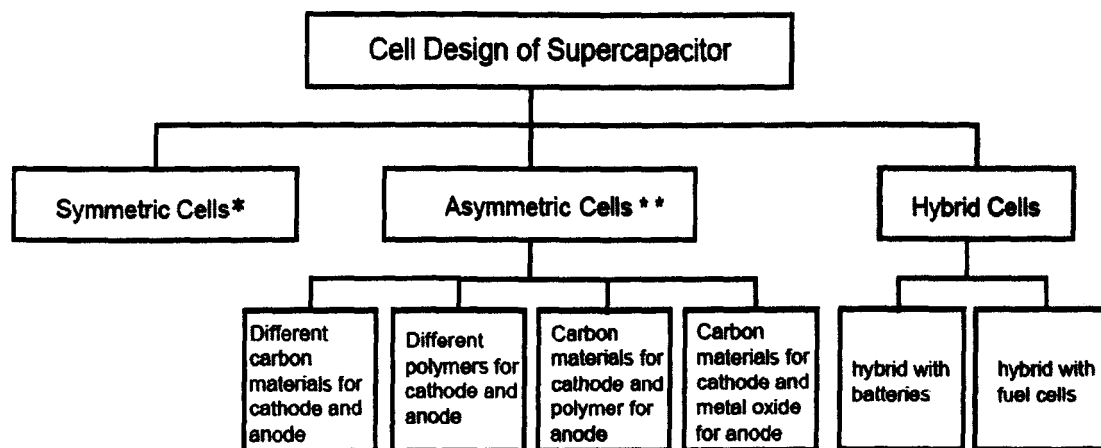 Cell Design of Supercapacitor
Symmetric Cells*
Asymmetric Cells**
Hybrid Cells
Different
carbon
materials for
cathode and
anode
Different
polymers for
cathode and
anode
Carbon
materials for
cathode and
polymer for
anode
Carbon
materials for
cathode and
metal oxide
for anode
hybrid with
batteries
hybrid with
fuel cells